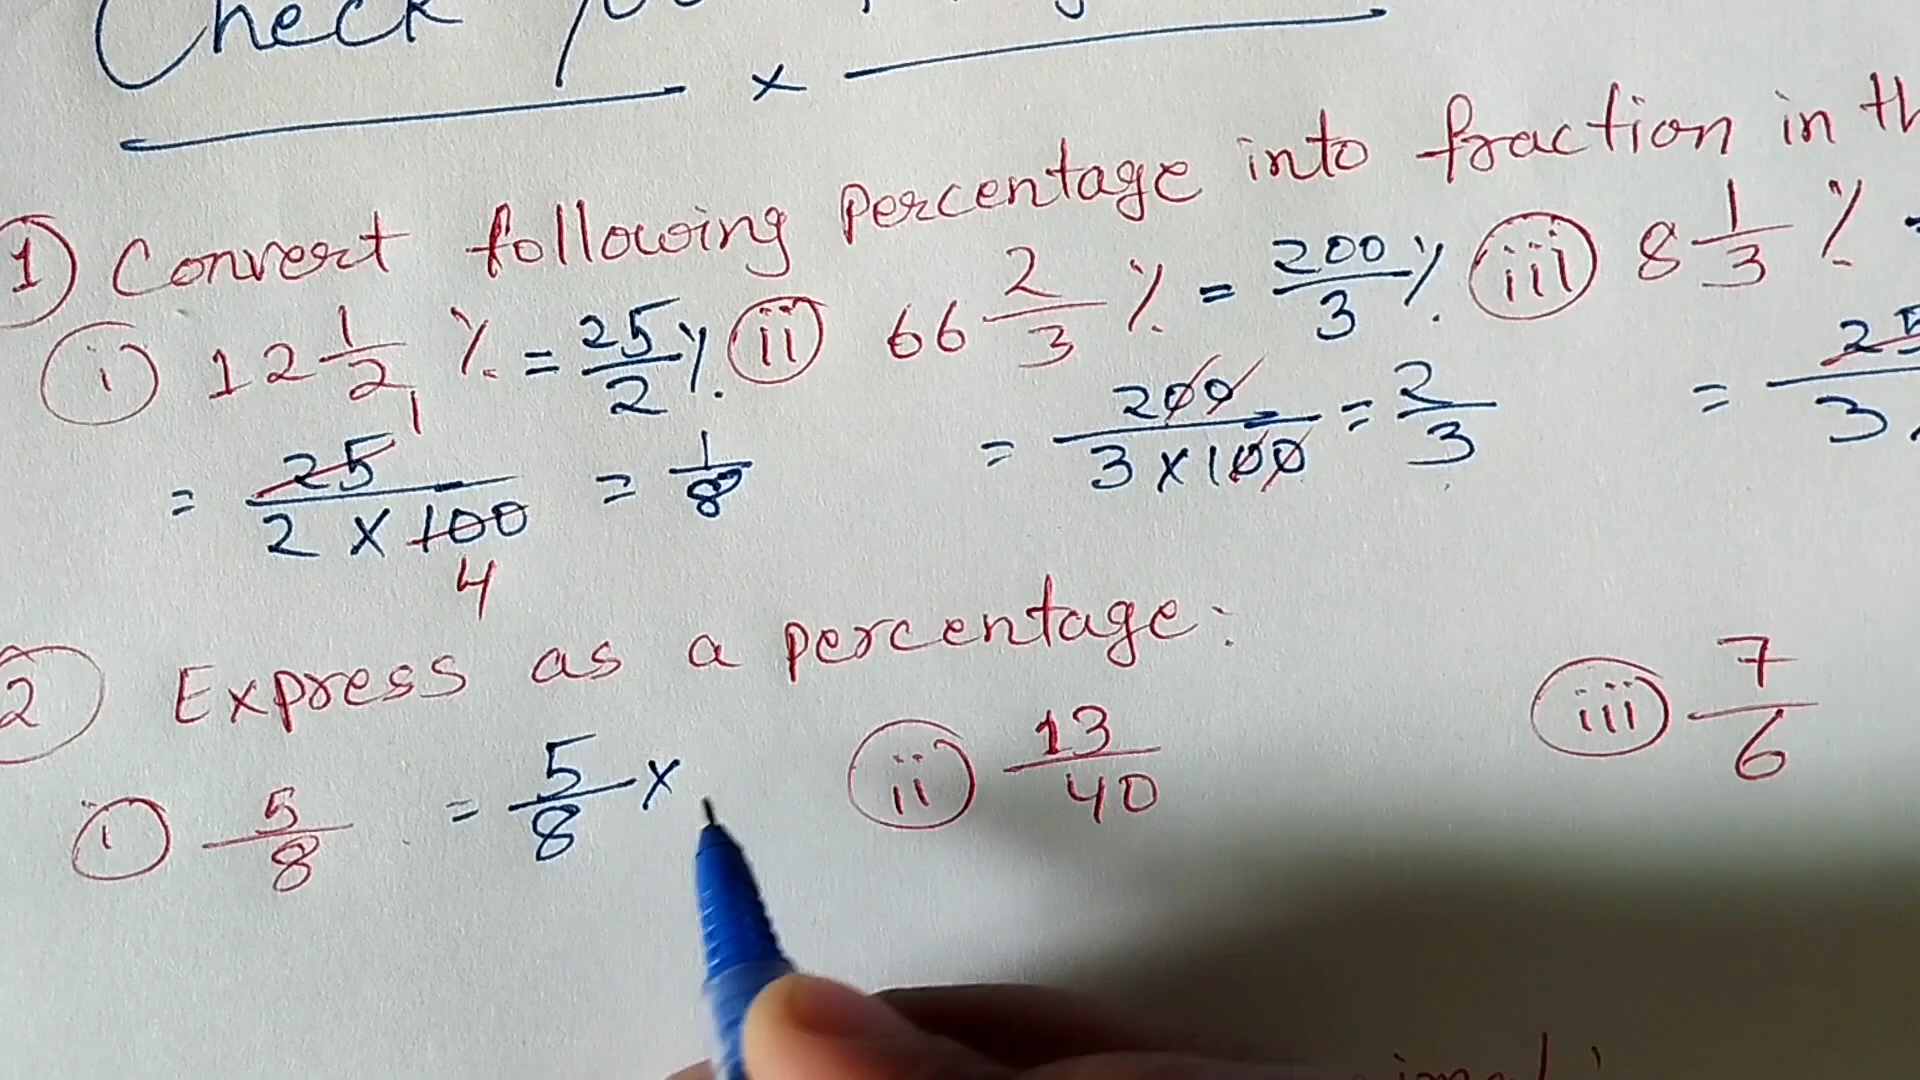 Check
×
1) Convert following percentage into fraction in
(i) 12 1/2 % = 25/2 % (ii) 66 2/3 % = 200/3 % (iii) 8 1/3 %
= 25/2 × 100 = 1/8 = 200/3 × 100 = 2/3 = 25/3
1
4
2 Express as a percentage:
(i) 5/8 = 5/8 × (ii) 13/40 (iii) 7/6